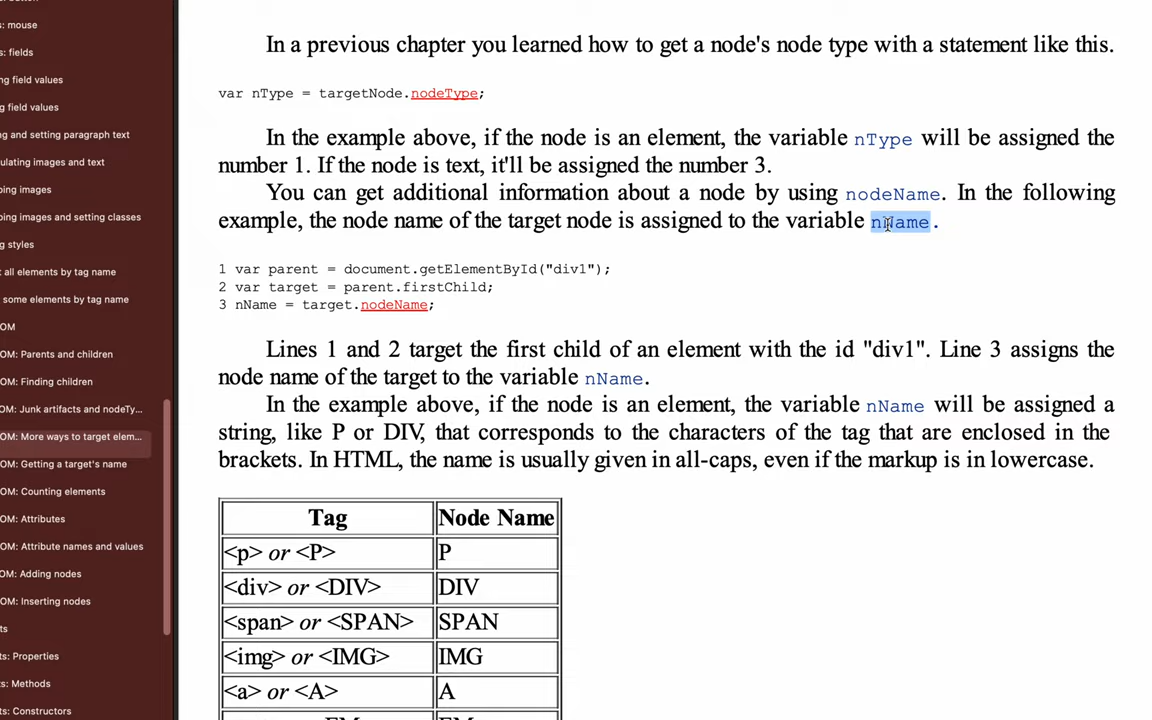 s: mouse
s: fields
ng field values
g field values
ng and setting paragraph text
ulating images and text
ping images
ping images and setting classes
g styles
t all elements by tag name
some elements by tag name
OM
OM: Parents and children
OM: Finding children
OM: Junk artifacts and nodeTy...
OM: More ways to target elem...
OM: Getting a target's name
OM: Counting elements
OM: Attributes
OM: Attribute names and values
OM: Adding nodes
OM: Inserting nodes
ts
ts: Properties
ts: Methods
ts: Constructors
In a previous chapter you learned how to get a node's node type with a statement like this.
var nType = targetNode.nodeType;
In the example above, if the node is an element, the variable nType will be assigned the
number 1. If the node is text, it'll be assigned the number 3.
You can get additional information about a node by using nodeName. In the following
example, the node name of the target node is assigned to the variable nName.
1 var parent = document.getElementById("div1");
2 var target = parent.firstChild;
3 nName = target.nodeName;
Lines 1 and 2 target the first child of an element with the id "div1". Line 3 assigns the
node name of the target to the variable nName.
In the example above, if the node is an element, the variable nName will be assigned a
string, like P or DIV, that corresponds to the characters of the tag that are enclosed in the
brackets. In HTML, the name is usually given in all-caps, even if the markup is in lowercase.
Tag Node Name
<p> or <P> P
<div> or <DIV> DIV
<span> or <SPAN> SPAN
<img> or <IMG> IMG
<a> or <A> A